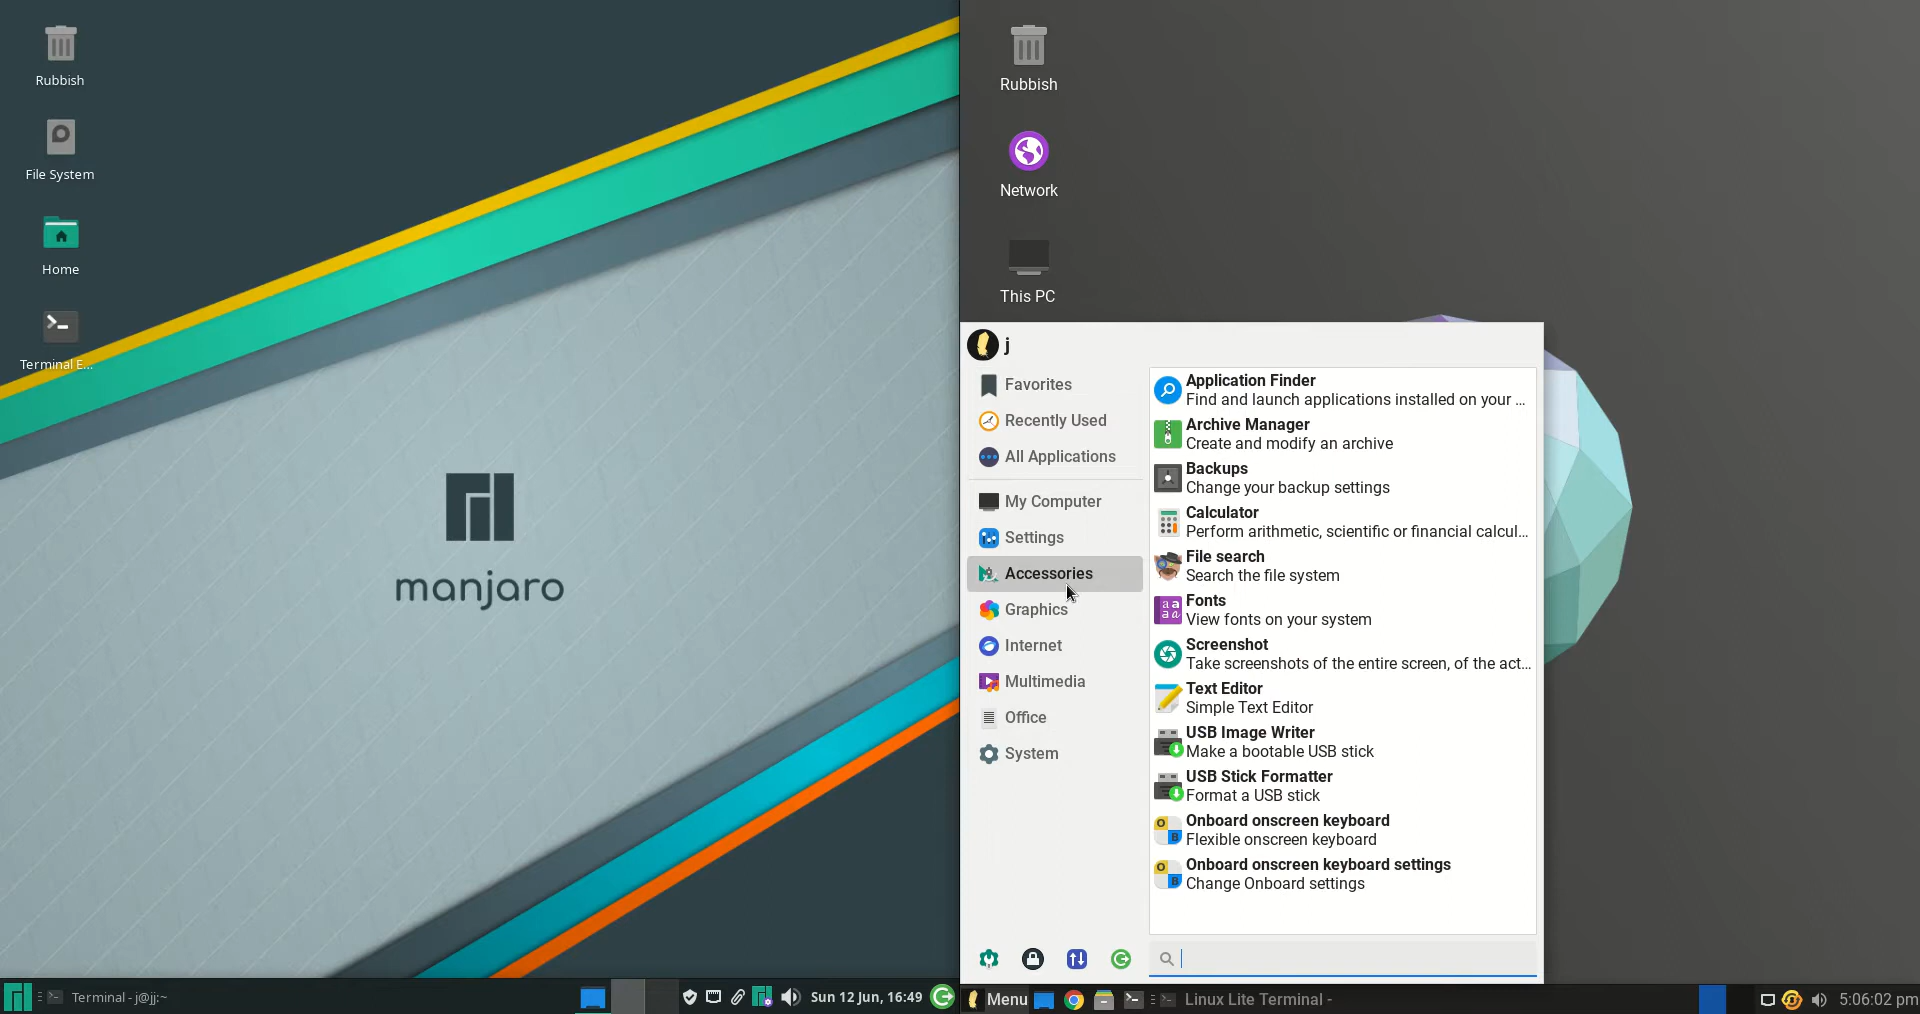 Rubbish
File System
Home
Terminal E...
manjaro
Terminal - j@jj:~
Sun 12 Jun, 16:49
Rubbish
Network
This PC
j
Favorites
Recently Used
All Applications
My Computer
Settings
Accessories
Graphics
Internet
Multimedia
Office
System
Application Finder
Find and launch applications installed on your ...
Archive Manager
Create and modify an archive
Backups
Change your backup settings
Calculator
Perform arithmetic, scientific or financial calcul...
File search
Search the file system
Fonts
View fonts on your system
Screenshot
Take screenshots of the entire screen, of the act...
Text Editor
Simple Text Editor
USB Image Writer
Make a bootable USB stick
USB Stick Formatter
Format a USB stick
Onboard onscreen keyboard
Flexible onscreen keyboard
Onboard onscreen keyboard settings
Change Onboard settings
Menu
Linux Lite Terminal -
5:06:02 pm